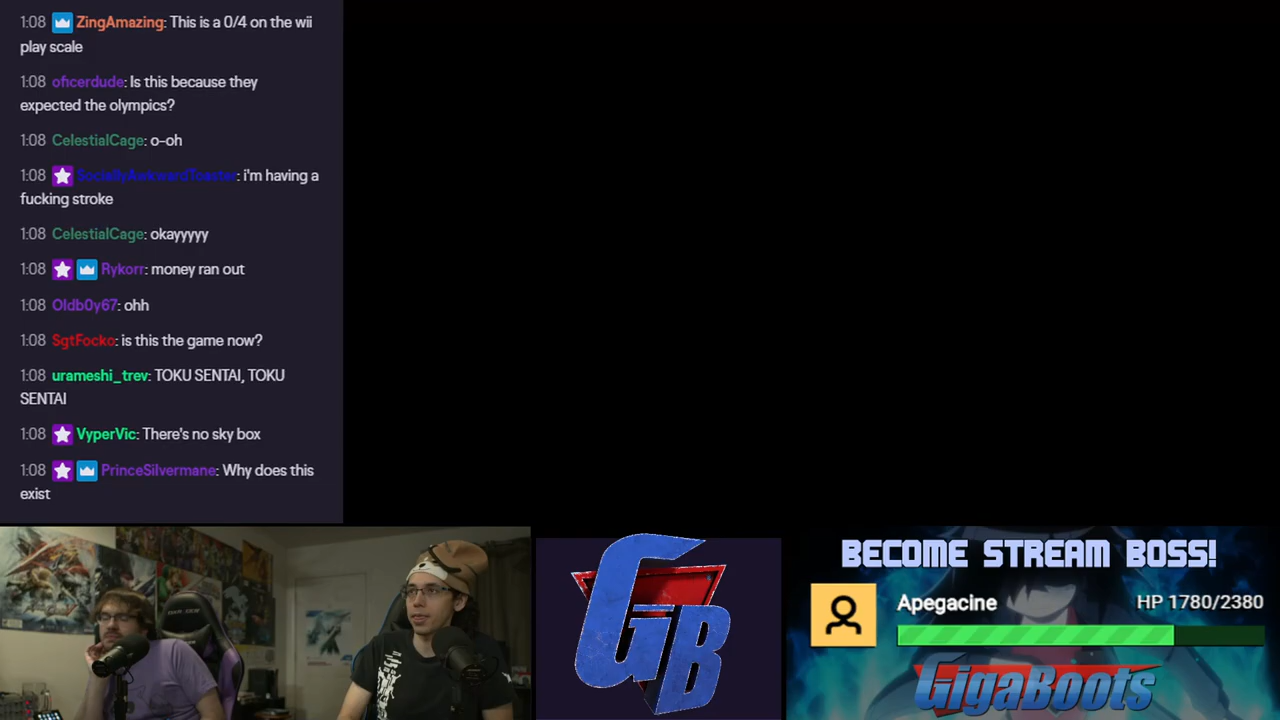 1:08 ZingAmazing: This is a 0/4 on the wii
play scale
1:08 oficerdude: Is this because they
expected the olympics?
1:08 CelestialCage: o-oh
1:08 SociallyAwkwardToaster: i'm having a
fucking stroke
1:08 CelestialCage: okayyyyy
1:08 Rykorr: money ran out
1:08 Oldb0y67: ohh
1:08 SgtFocko: is this the game now?
1:08 urameshi_trev: TOKU SENTAI, TOKU
SENTAI
1:08 VyperVic: There's no sky box
1:08 PrinceSilvermane: Why does this
exist
GB
BECOME STREAM BOSS!
Apegacine HP 1780/2380
GigaBoots